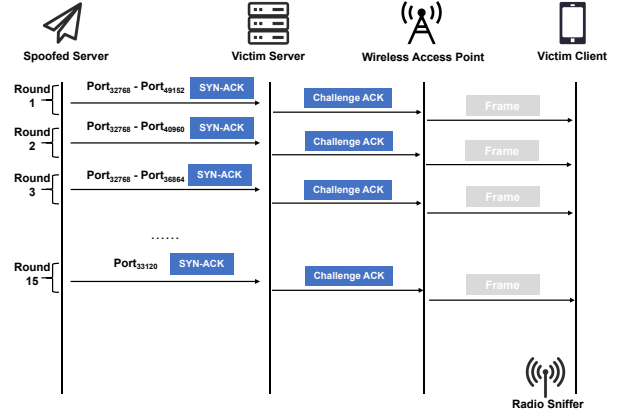 Spoofed Server
Victim Server
Wireless Access Point
Victim Client
Round 1
Port32768 - Port49152
SYN-ACK
Challenge ACK
Frame
Round 2
Port32768 - Port40960
SYN-ACK
Challenge ACK
Frame
Round 3
Port32768 - Port36864
SYN-ACK
Challenge ACK
Frame
......
Round 15
Port33120
SYN-ACK
Challenge ACK
Frame
Radio Sniffer